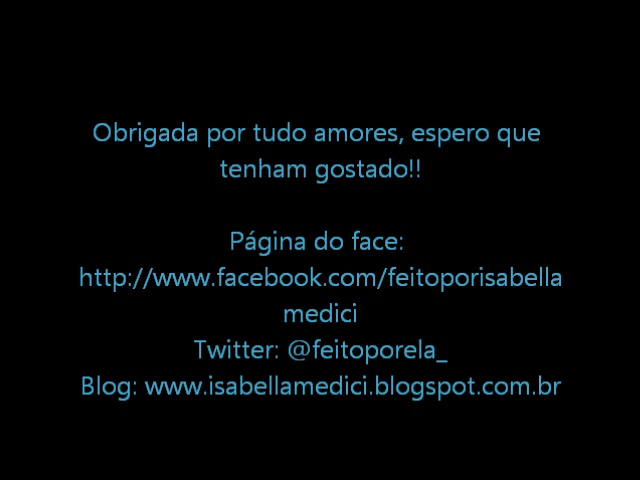 Obrigada por tudo amores, espero que
tenham gostado!!
Página do face:
http://www.facebook.com/feitoporisabella
medici
Twitter: @feitoporela_
Blog: www.isabellamedici.blogspot.com.br